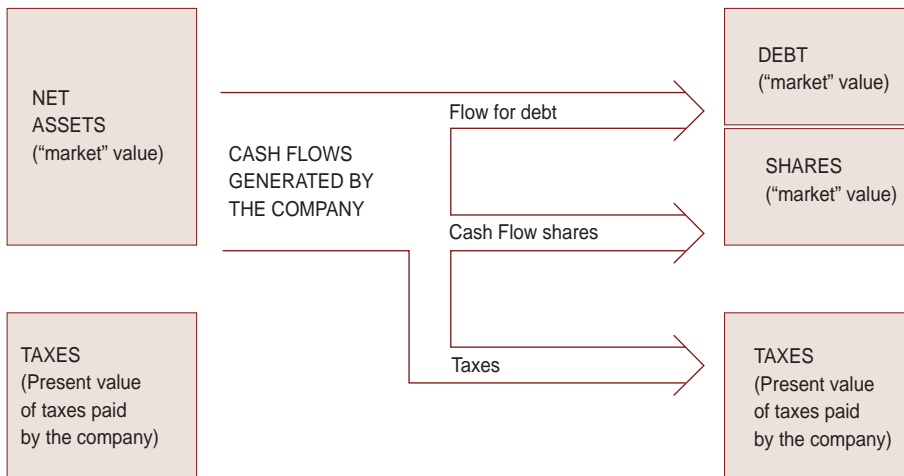 NET
ASSETS
(“market” value)
CASH FLOWS
GENERATED BY
THE COMPANY
Flow for debt
Cash Flow shares
Taxes
DEBT
(“market” value)
SHARES
(“market” value)
TAXES
(Present value
of taxes paid
by the company)
TAXES
(Present value
of taxes paid
by the company)